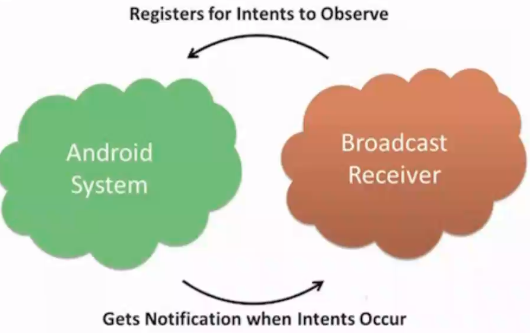 Registers for Intents to Observe
Android
System
Broadcast
Receiver
Gets Notification when Intents Occur